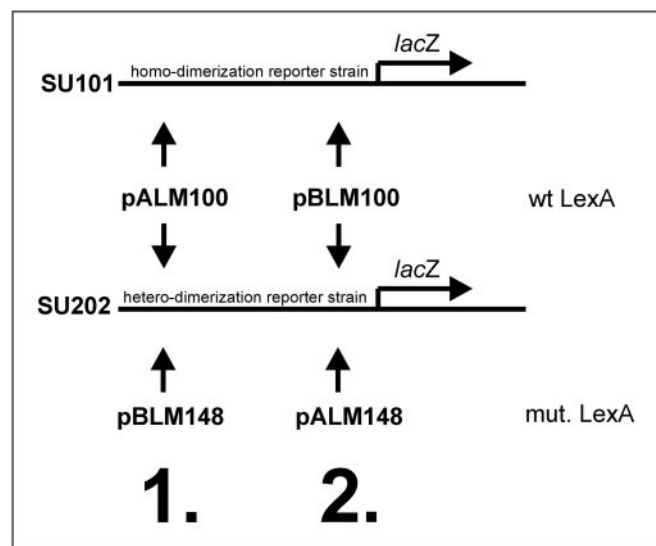 lacZ
SU101 homo-dimerization reporter strain
pALM100 pBLM100 wt LexA
lacZ
SU202 hetero-dimerization reporter strain
pBLM148 pALM148 mut. LexA
1. 2.